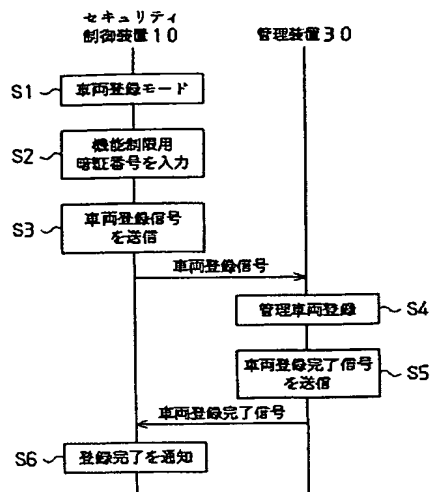 セキュリティ
制御装置10
管理装置30
S1
車両登録モード
S2
機能制限用
暗証番号を入力
S3
車両登録信号
を送信
車両登録信号
管理車両登録
S4
車両登録完了信号
を送信
S5
車両登録完了信号
S6
登録完了を通知